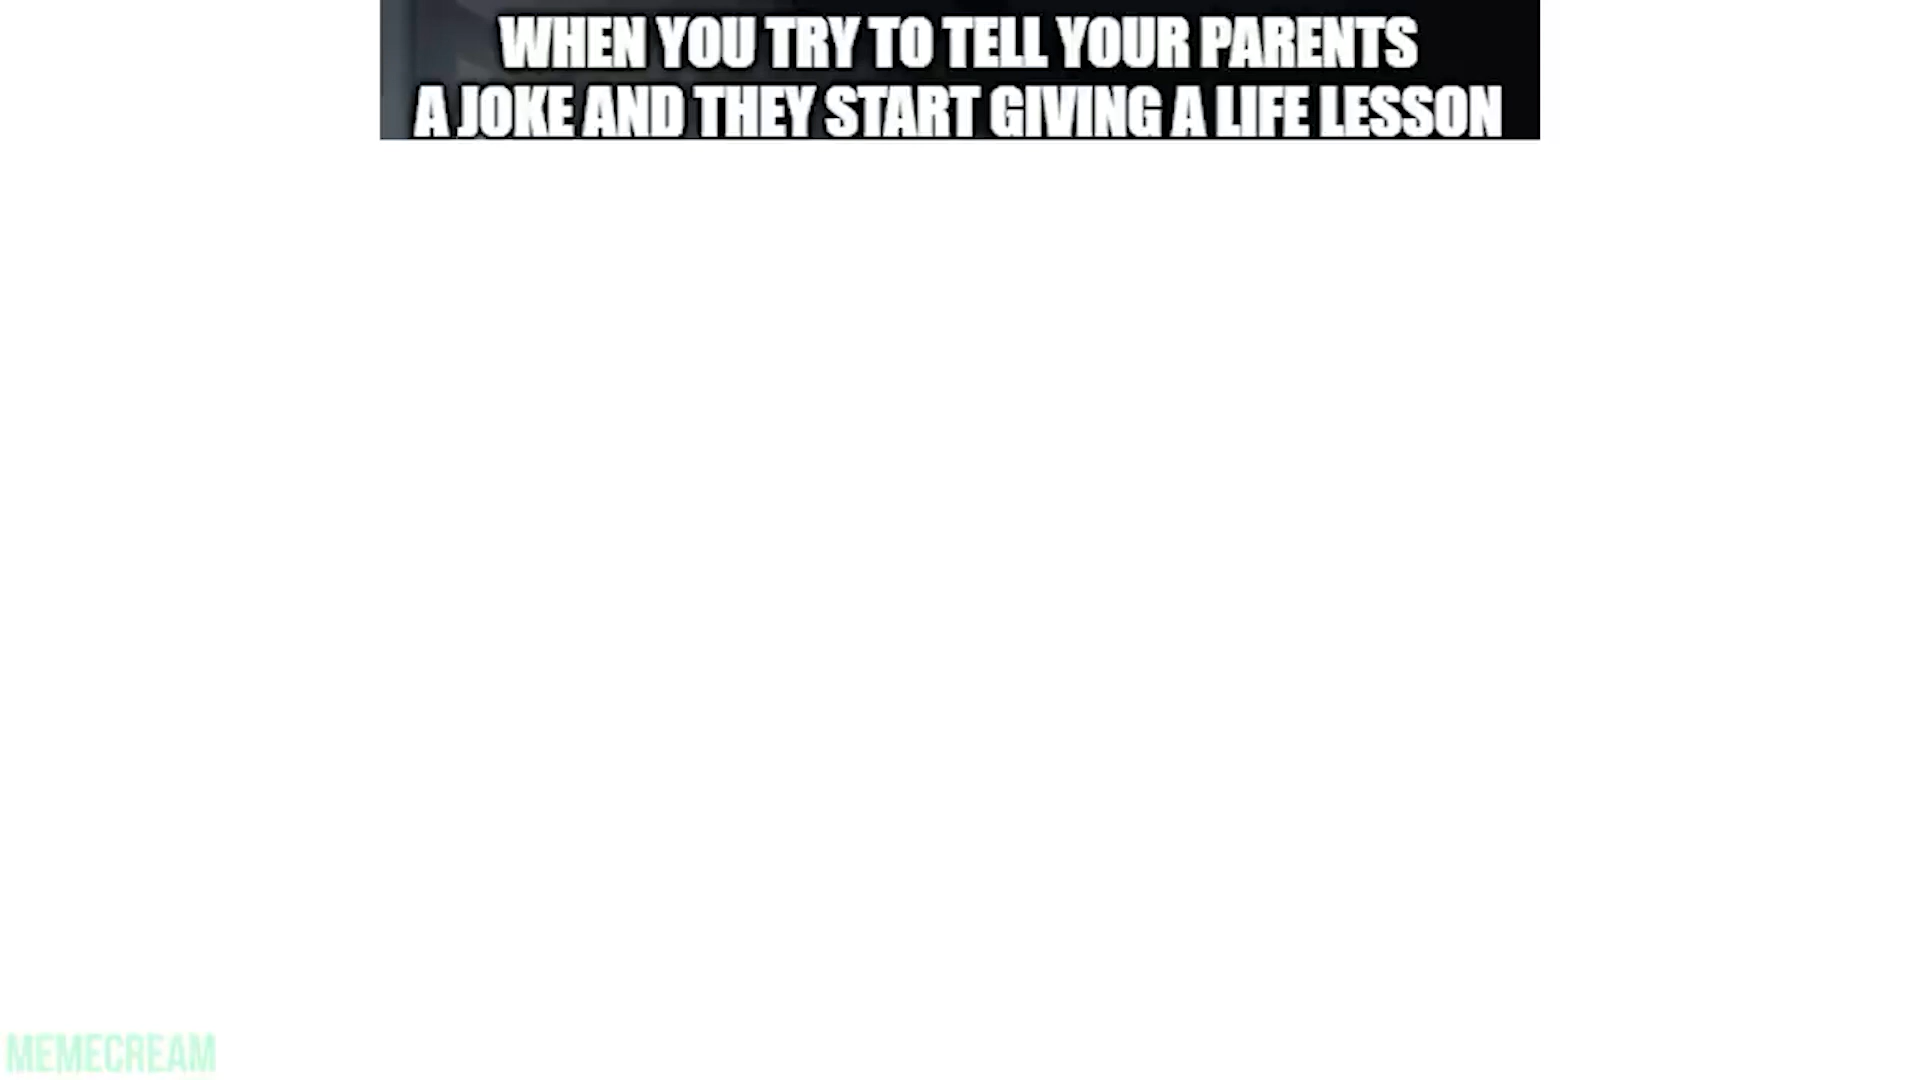 WHEN YOU TRY TO TELL YOUR PARENTS
A JOKE AND THEY START GIVING A LIFE LESSON
MEMECREAM